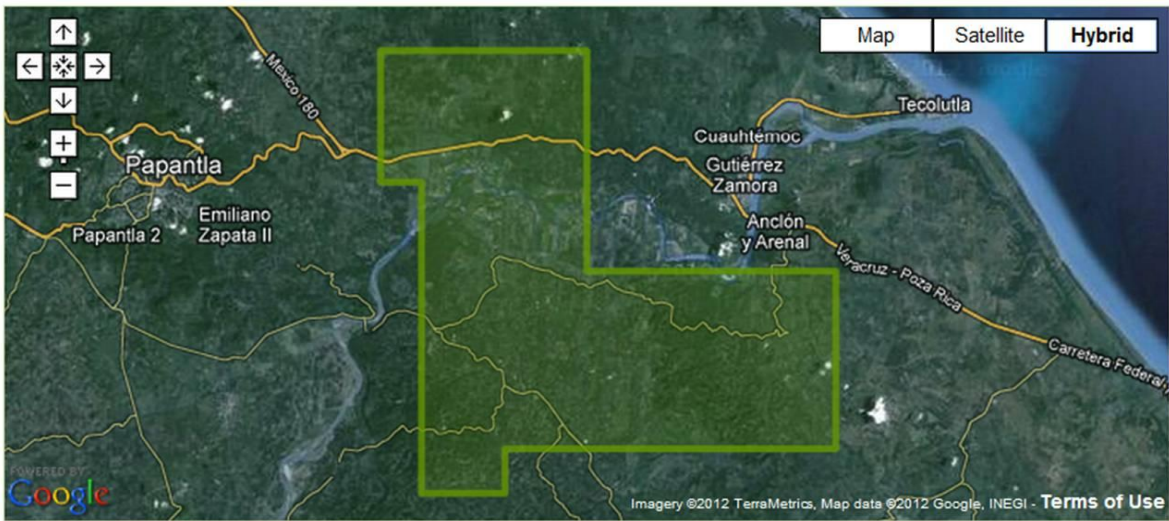 Map
Satellite
Hybrid
Mexico 180
Tecolutla
Cuauhtémoc
Papantla
Gutiérrez
Zamora
Emiliano
Zapata II
Papantla 2
Anclón
y Arenal
Veracruz - Poza Rica
Carretera Federal
POWERED BY
Google
Imagery ©2012 TerraMetrics, Map data ©2012 Google, INEGI - Terms of Use